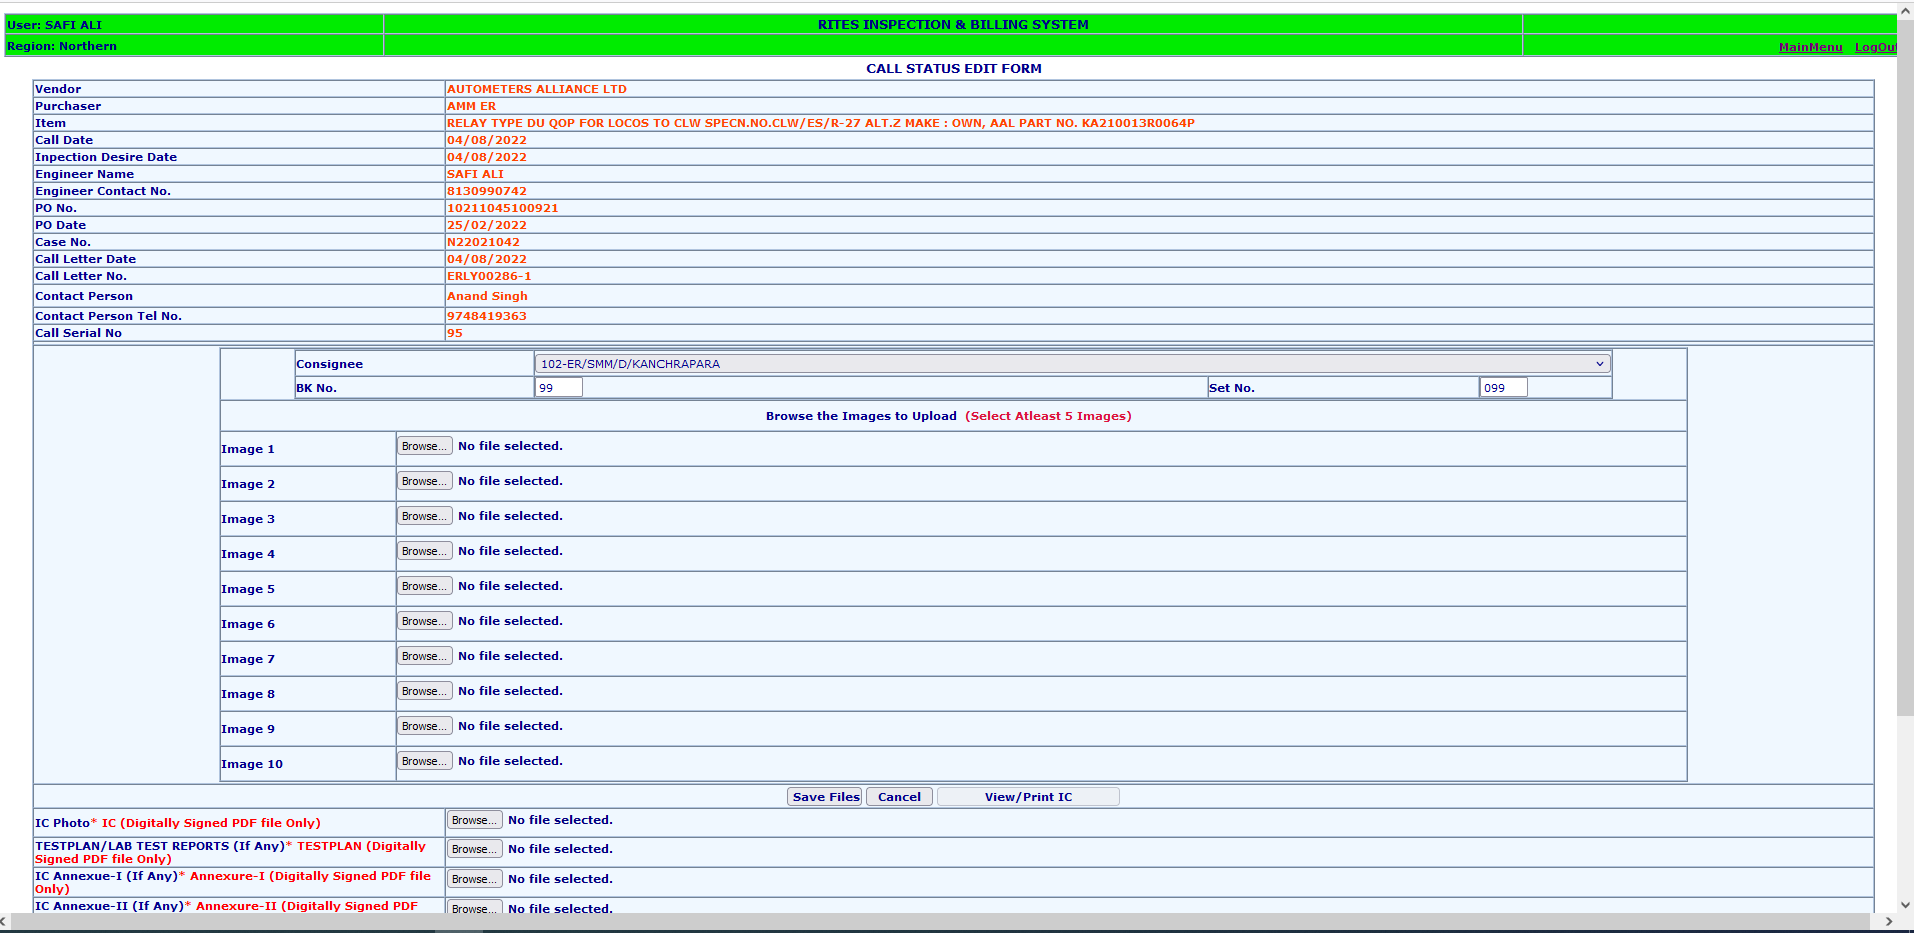 User: SAFI ALI RITES INSPECTION & BILLING SYSTEM
Region: Northern MainMenu LogOut
CALL STATUS EDIT FORM
Vendor AUTOMETERS ALLIANCE LTD
Purchaser AMM ER
Item RELAY TYPE DU QOP FOR LOCOS TO CLW SPECN.NO.CLW/ES/R-27 ALT.Z MAKE : OWN, AAL PART NO. KA210013R0064P
Call Date 04/08/2022
Inpection Desire Date 04/08/2022
Engineer Name SAFI ALI
Engineer Contact No. 8130990742
PO No. 10211045100921
PO Date 25/02/2022
Case No. N22021042
Call Letter Date 04/08/2022
Call Letter No. ERLY00286-1
Contact Person Anand Singh
Contact Person Tel No. 9748419363
Call Serial No 95
Consignee 102-ER/SMM/D/KANCHRAPARA
BK No. 99 Set No. 099
Browse the Images to Upload (Select Atleast 5 Images)
Image 1 Browse... No file selected.
Image 2 Browse... No file selected.
Image 3 Browse... No file selected.
Image 4 Browse... No file selected.
Image 5 Browse... No file selected.
Image 6 Browse... No file selected.
Image 7 Browse... No file selected.
Image 8 Browse... No file selected.
Image 9 Browse... No file selected.
Image 10 Browse... No file selected.
Save Files Cancel View/Print IC
IC Photo* IC (Digitally Signed PDF file Only) Browse... No file selected.
TESTPLAN/LAB TEST REPORTS (If Any)* TESTPLAN (Digitally
Signed PDF file Only) Browse... No file selected.
IC Annexue-I (If Any)* Annexure-I (Digitally Signed PDF file
Only) Browse... No file selected.
IC Annexue-II (If Any)* Annexure-II (Digitally Signed PDF Browse... No file selected.